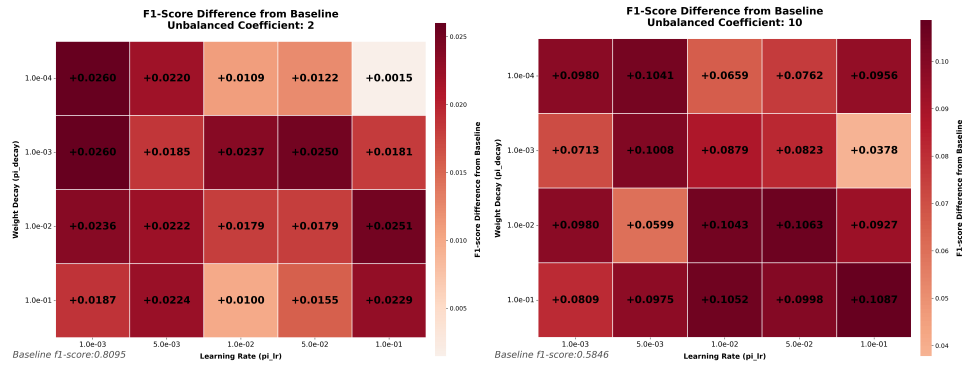 F1-Score Difference from Baseline
Unbalanced Coefficient: 2
1.0e-04
+0.0260 +0.0220 +0.0109 +0.0122 +0.0015
1.0e-03
+0.0260 +0.0185 +0.0237 +0.0250 +0.0181
1.0e-02
+0.0236 +0.0222 +0.0179 +0.0179 +0.0251
1.0e-01
+0.0187 +0.0224 +0.0100 +0.0155 +0.0229
1.0e-03 5.0e-03 1.0e-02 5.0e-02 1.0e-01
Weight Decay (pi_decay)
Learning Rate (pi_lr)
Baseline f1-score:0.8095
0.025
0.020
0.015
0.010
0.005
F1-score Difference from Baseline
F1-Score Difference from Baseline
Unbalanced Coefficient: 10
1.0e-04
+0.0980 +0.1041 +0.0659 +0.0762 +0.0956
1.0e-03
+0.0713 +0.1008 +0.0879 +0.0823 +0.0378
1.0e-02
+0.0980 +0.0599 +0.1043 +0.1063 +0.0927
1.0e-01
+0.0809 +0.0975 +0.1052 +0.0998 +0.1087
1.0e-03 5.0e-03 1.0e-02 5.0e-02 1.0e-01
Weight Decay (pi_decay)
Learning Rate (pi_lr)
Baseline f1-score:0.5846
0.10
0.09
0.08
0.07
0.06
0.05
0.04
F1-score Difference from Baseline